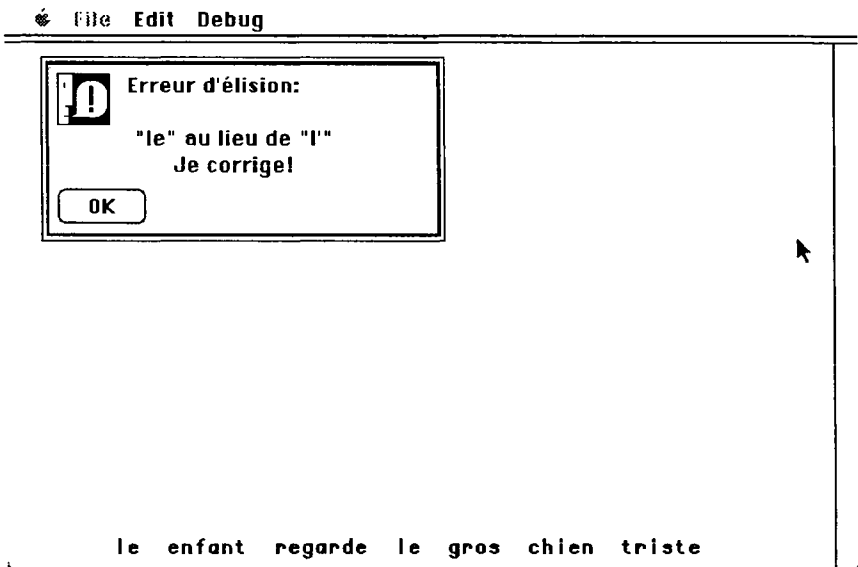 File Edit Debug
Erreur d'élision:
"le" au lieu de "l'"
Je corrige!
OK
le enfant regarde le gros chien triste